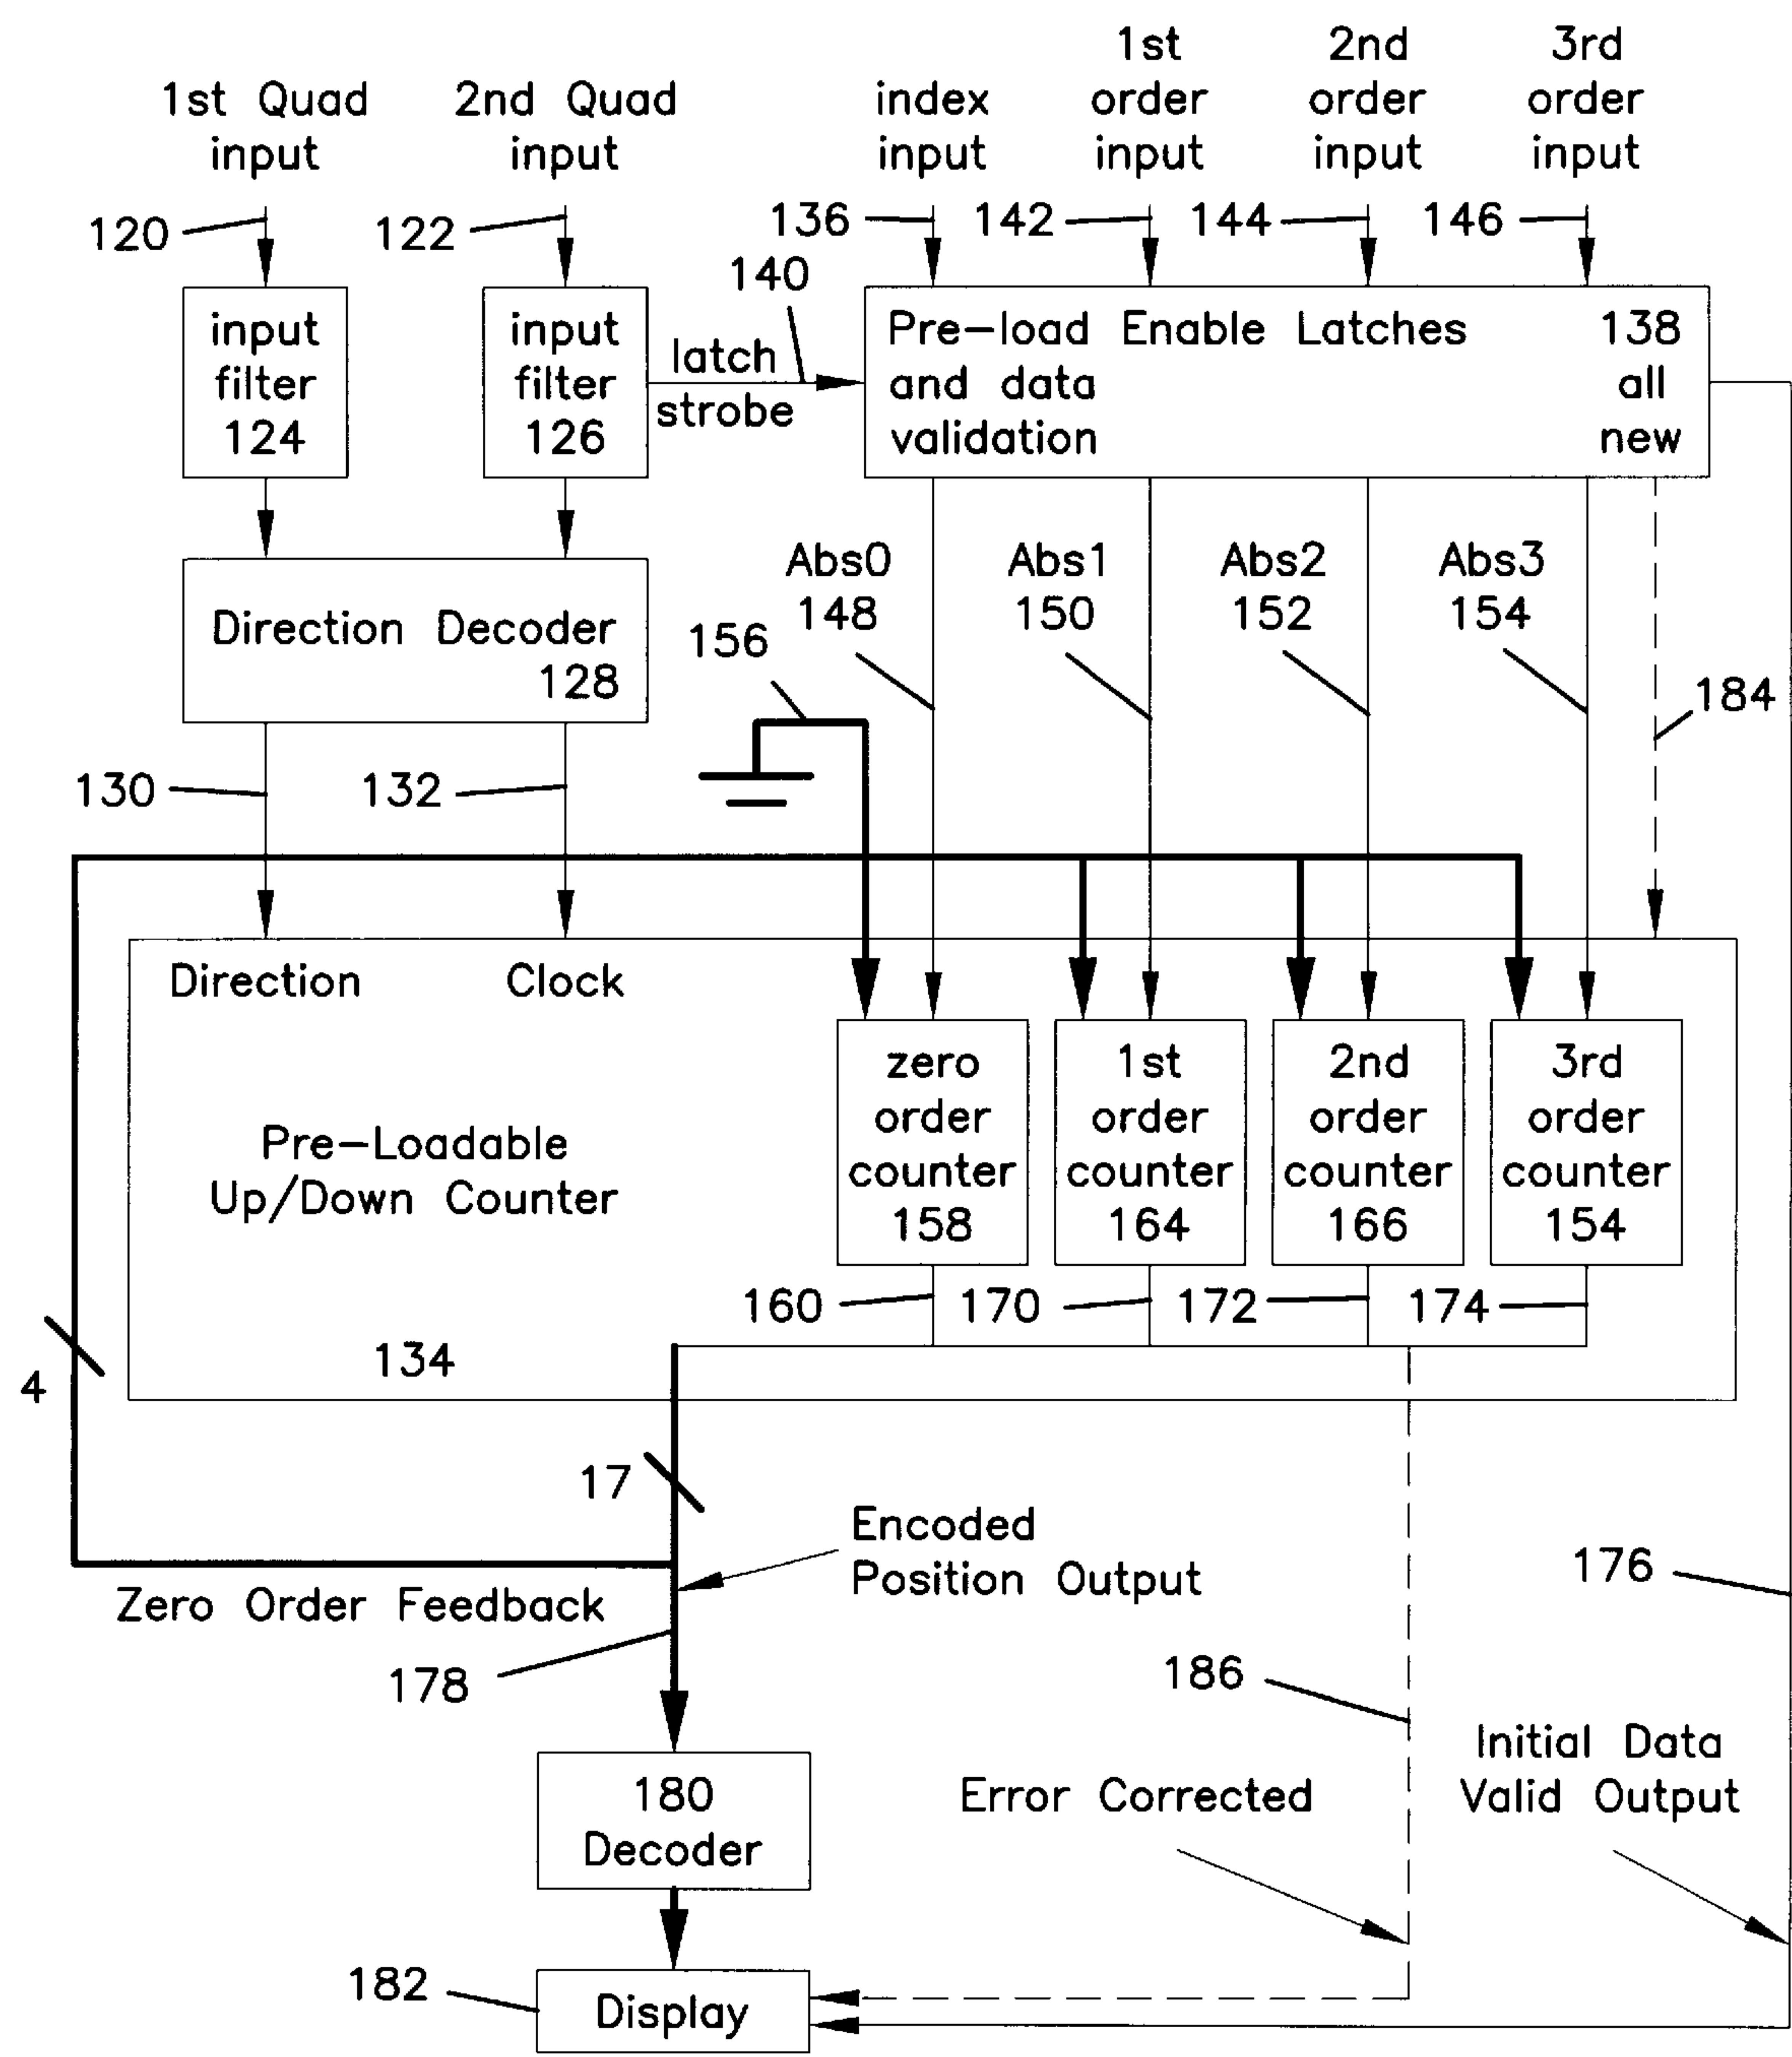 1st Quad
input
2nd Quad
input
index
input
1st
order
input
2nd
order
input
3rd
order
input
120
122
136
142
144
146
140
input
filter
124
input
filter
126
latch
strobe
Pre-load Enable Latches
and data
validation
138
all
new
Direction Decoder
128
Abs0
148
Abs1
150
Abs2
152
Abs3
154
156
184
130
132
Direction
Clock
Pre-Loadable
Up/Down Counter
134
zero
order
counter
158
1st
order
counter
164
2nd
order
counter
166
3rd
order
counter
154
160
170
172
174
4
17
Encoded
Position Output
Zero Order Feedback
178
176
186
Error Corrected
Initial Data
Valid Output
180
Decoder
182
Display